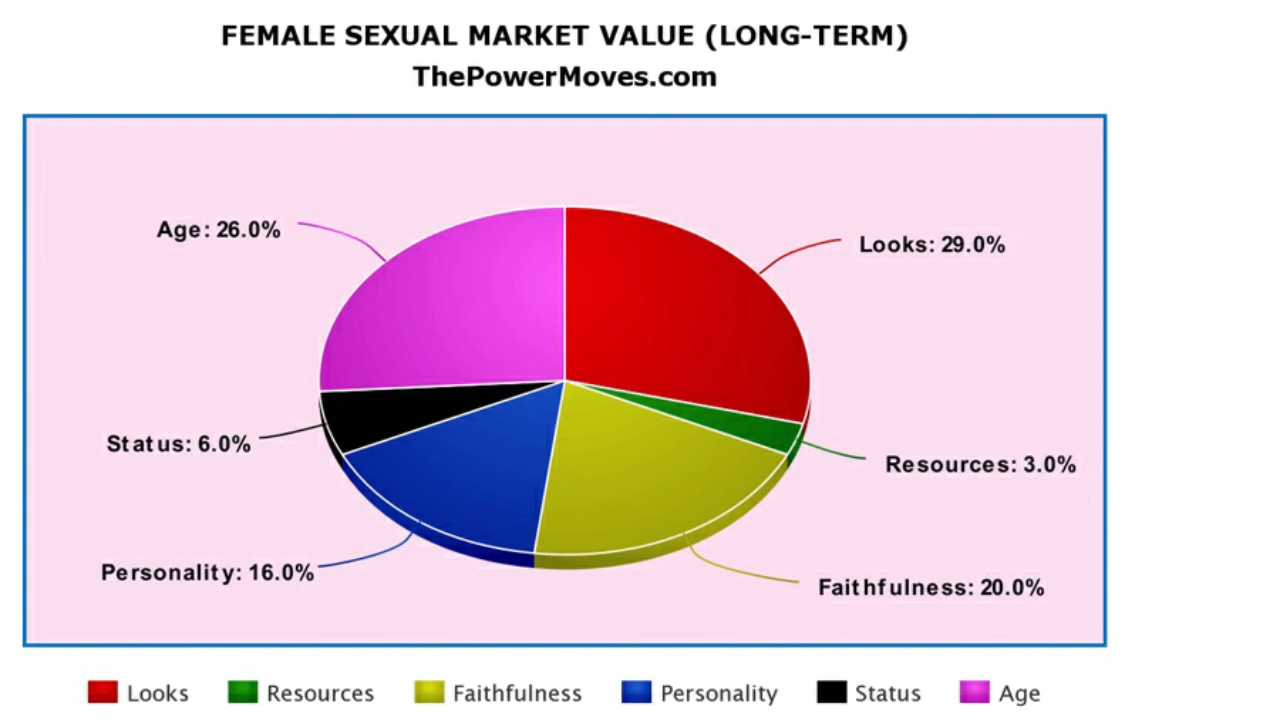 FEMALE SEXUAL MARKET VALUE (LONG-TERM)
ThePowerMoves.com
Age: 26.0%
Looks: 29.0%
Status: 6.0%
Resources: 3.0%
Personality: 16.0%
Faithfulness: 20.0%
Looks
Resources
Faithfulness
Personality
Status
Age